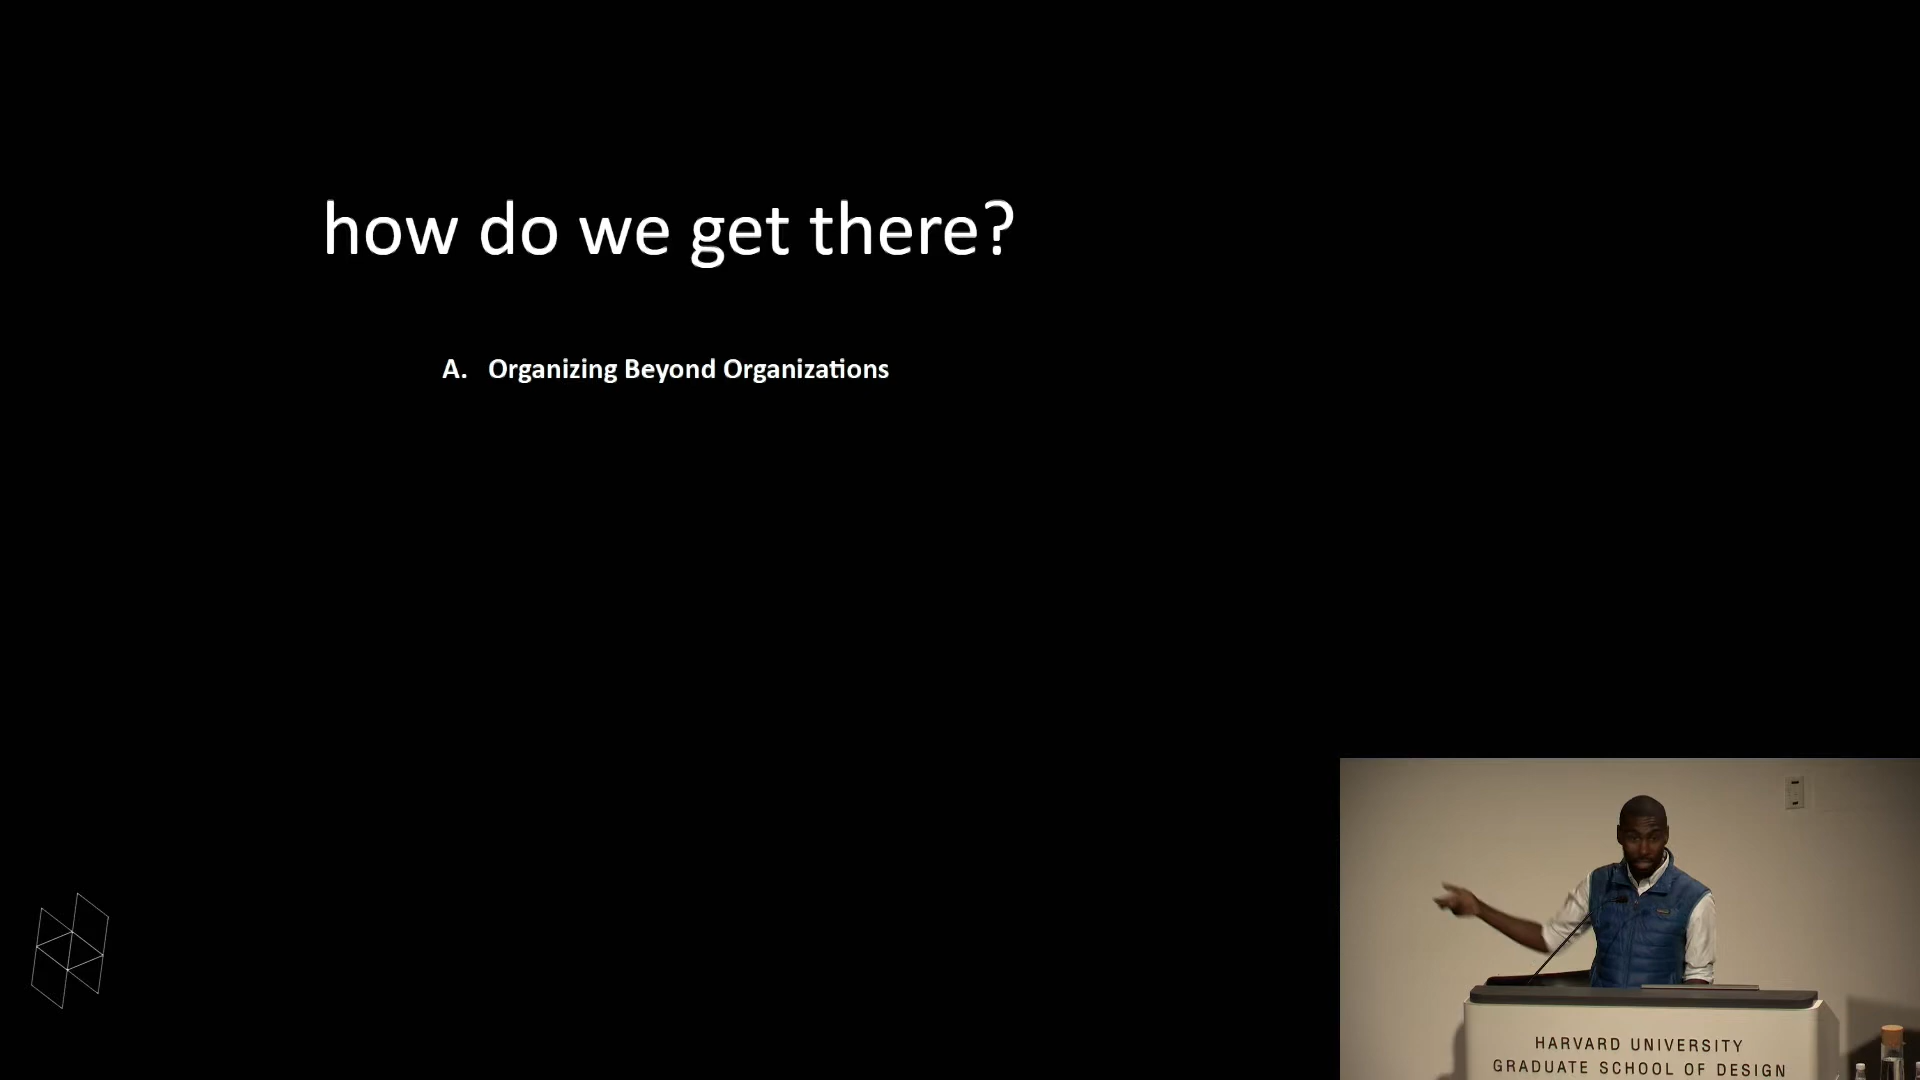 how do we get there?
A. Organizing Beyond Organizations
HARVARD UNIVERSITY
GRADUATE SCHOOL OF DESIGN